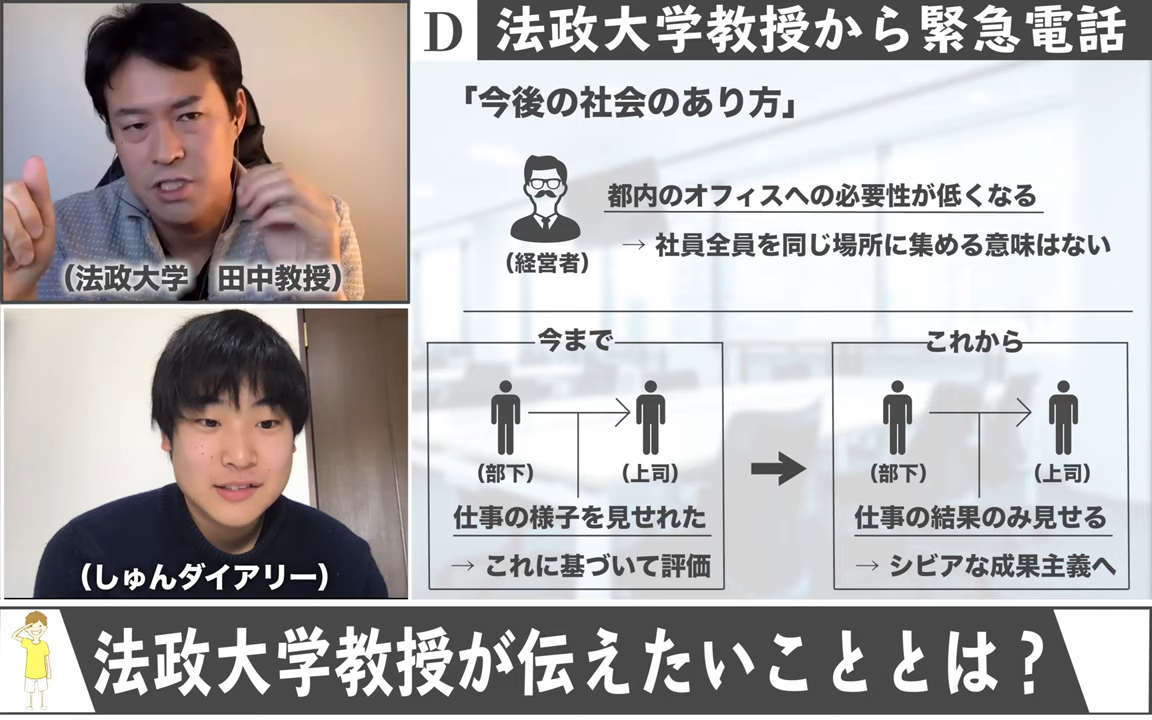 D 法政大学教授から緊急電話
「今後の社会のあり方」
都内のオフィスへの必要性が低くなる
→ 社員全員を同じ場所に集める意味はない
(経営者)
(法政大学 田中教授)
今まで
(部下)
(上司)
仕事の様子を見せれた
→ これに基づいて評価
これから
(部下)
(上司)
仕事の結果のみ見せる
→ シビアな成果主義へ
(しゅんダイアリー)
法政大学教授が伝えたいこととは？